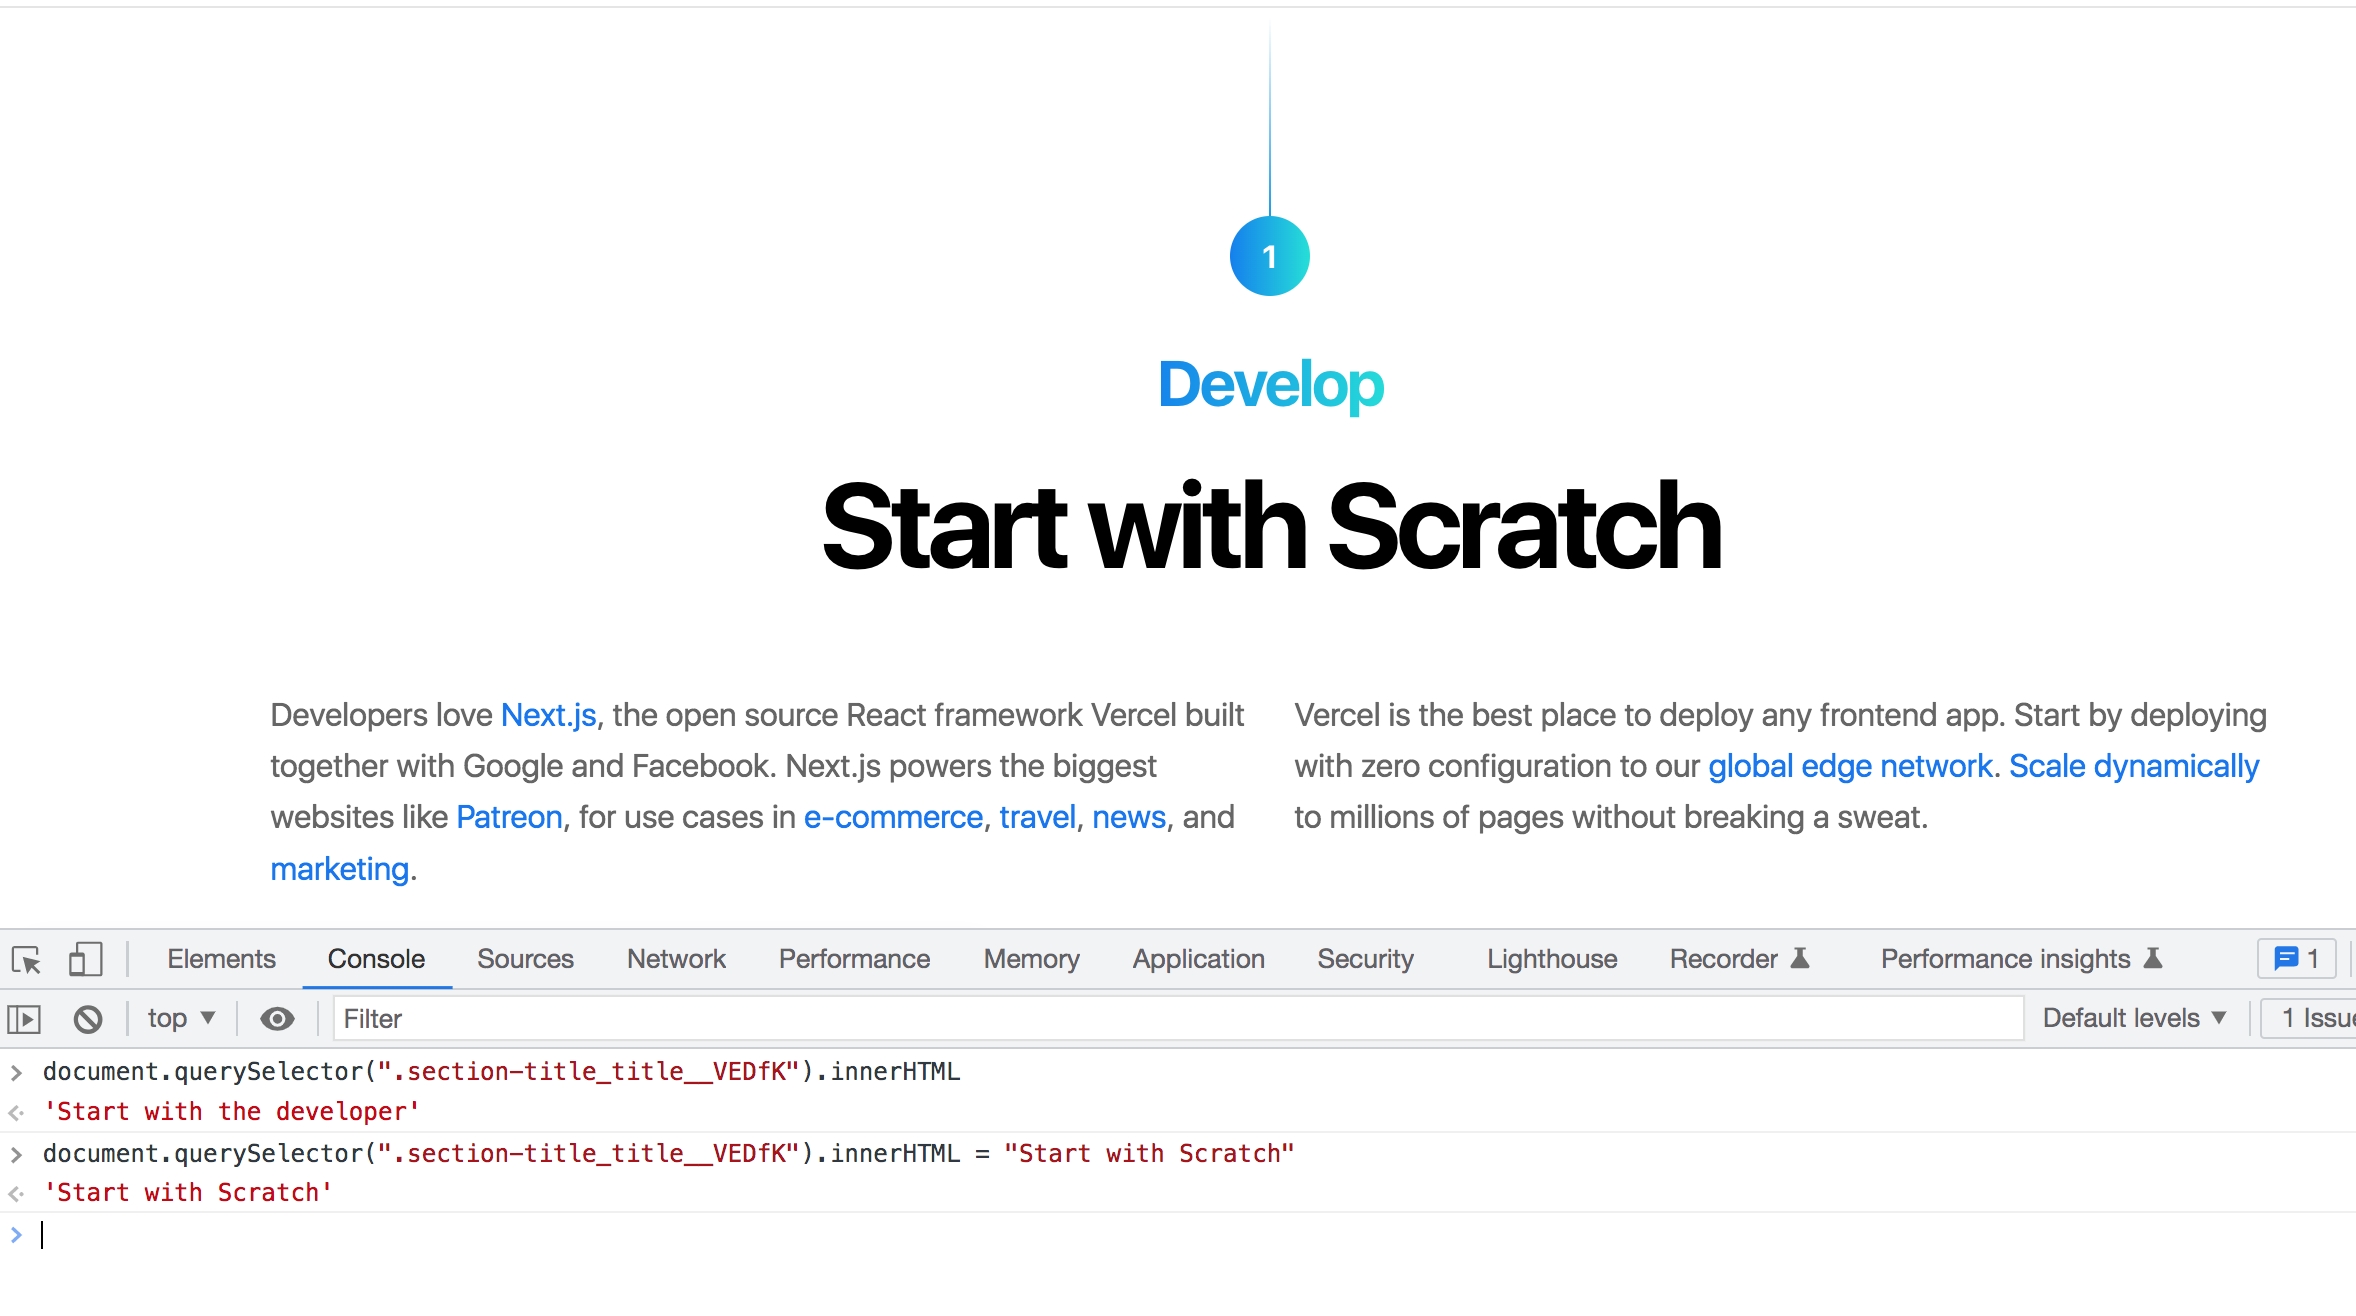 1
Develop
Start with Scratch
Developers love Next.js, the open source React framework Vercel built
together with Google and Facebook. Next.js powers the biggest
websites like Patreon, for use cases in e-commerce, travel, news, and
marketing.
Vercel is the best place to deploy any frontend app. Start by deploying
with zero configuration to our global edge network. Scale dynamically
to millions of pages without breaking a sweat.
Elements Console Sources Network Performance Memory Application Security Lighthouse Recorder Performance insights 1
top Filter Default levels 1 Issue
document.querySelector(".section-title_title__VEDfK").innerHTML
'Start with the developer'
document.querySelector(".section-title_title__VEDfK").innerHTML = "Start with Scratch"
'Start with Scratch'